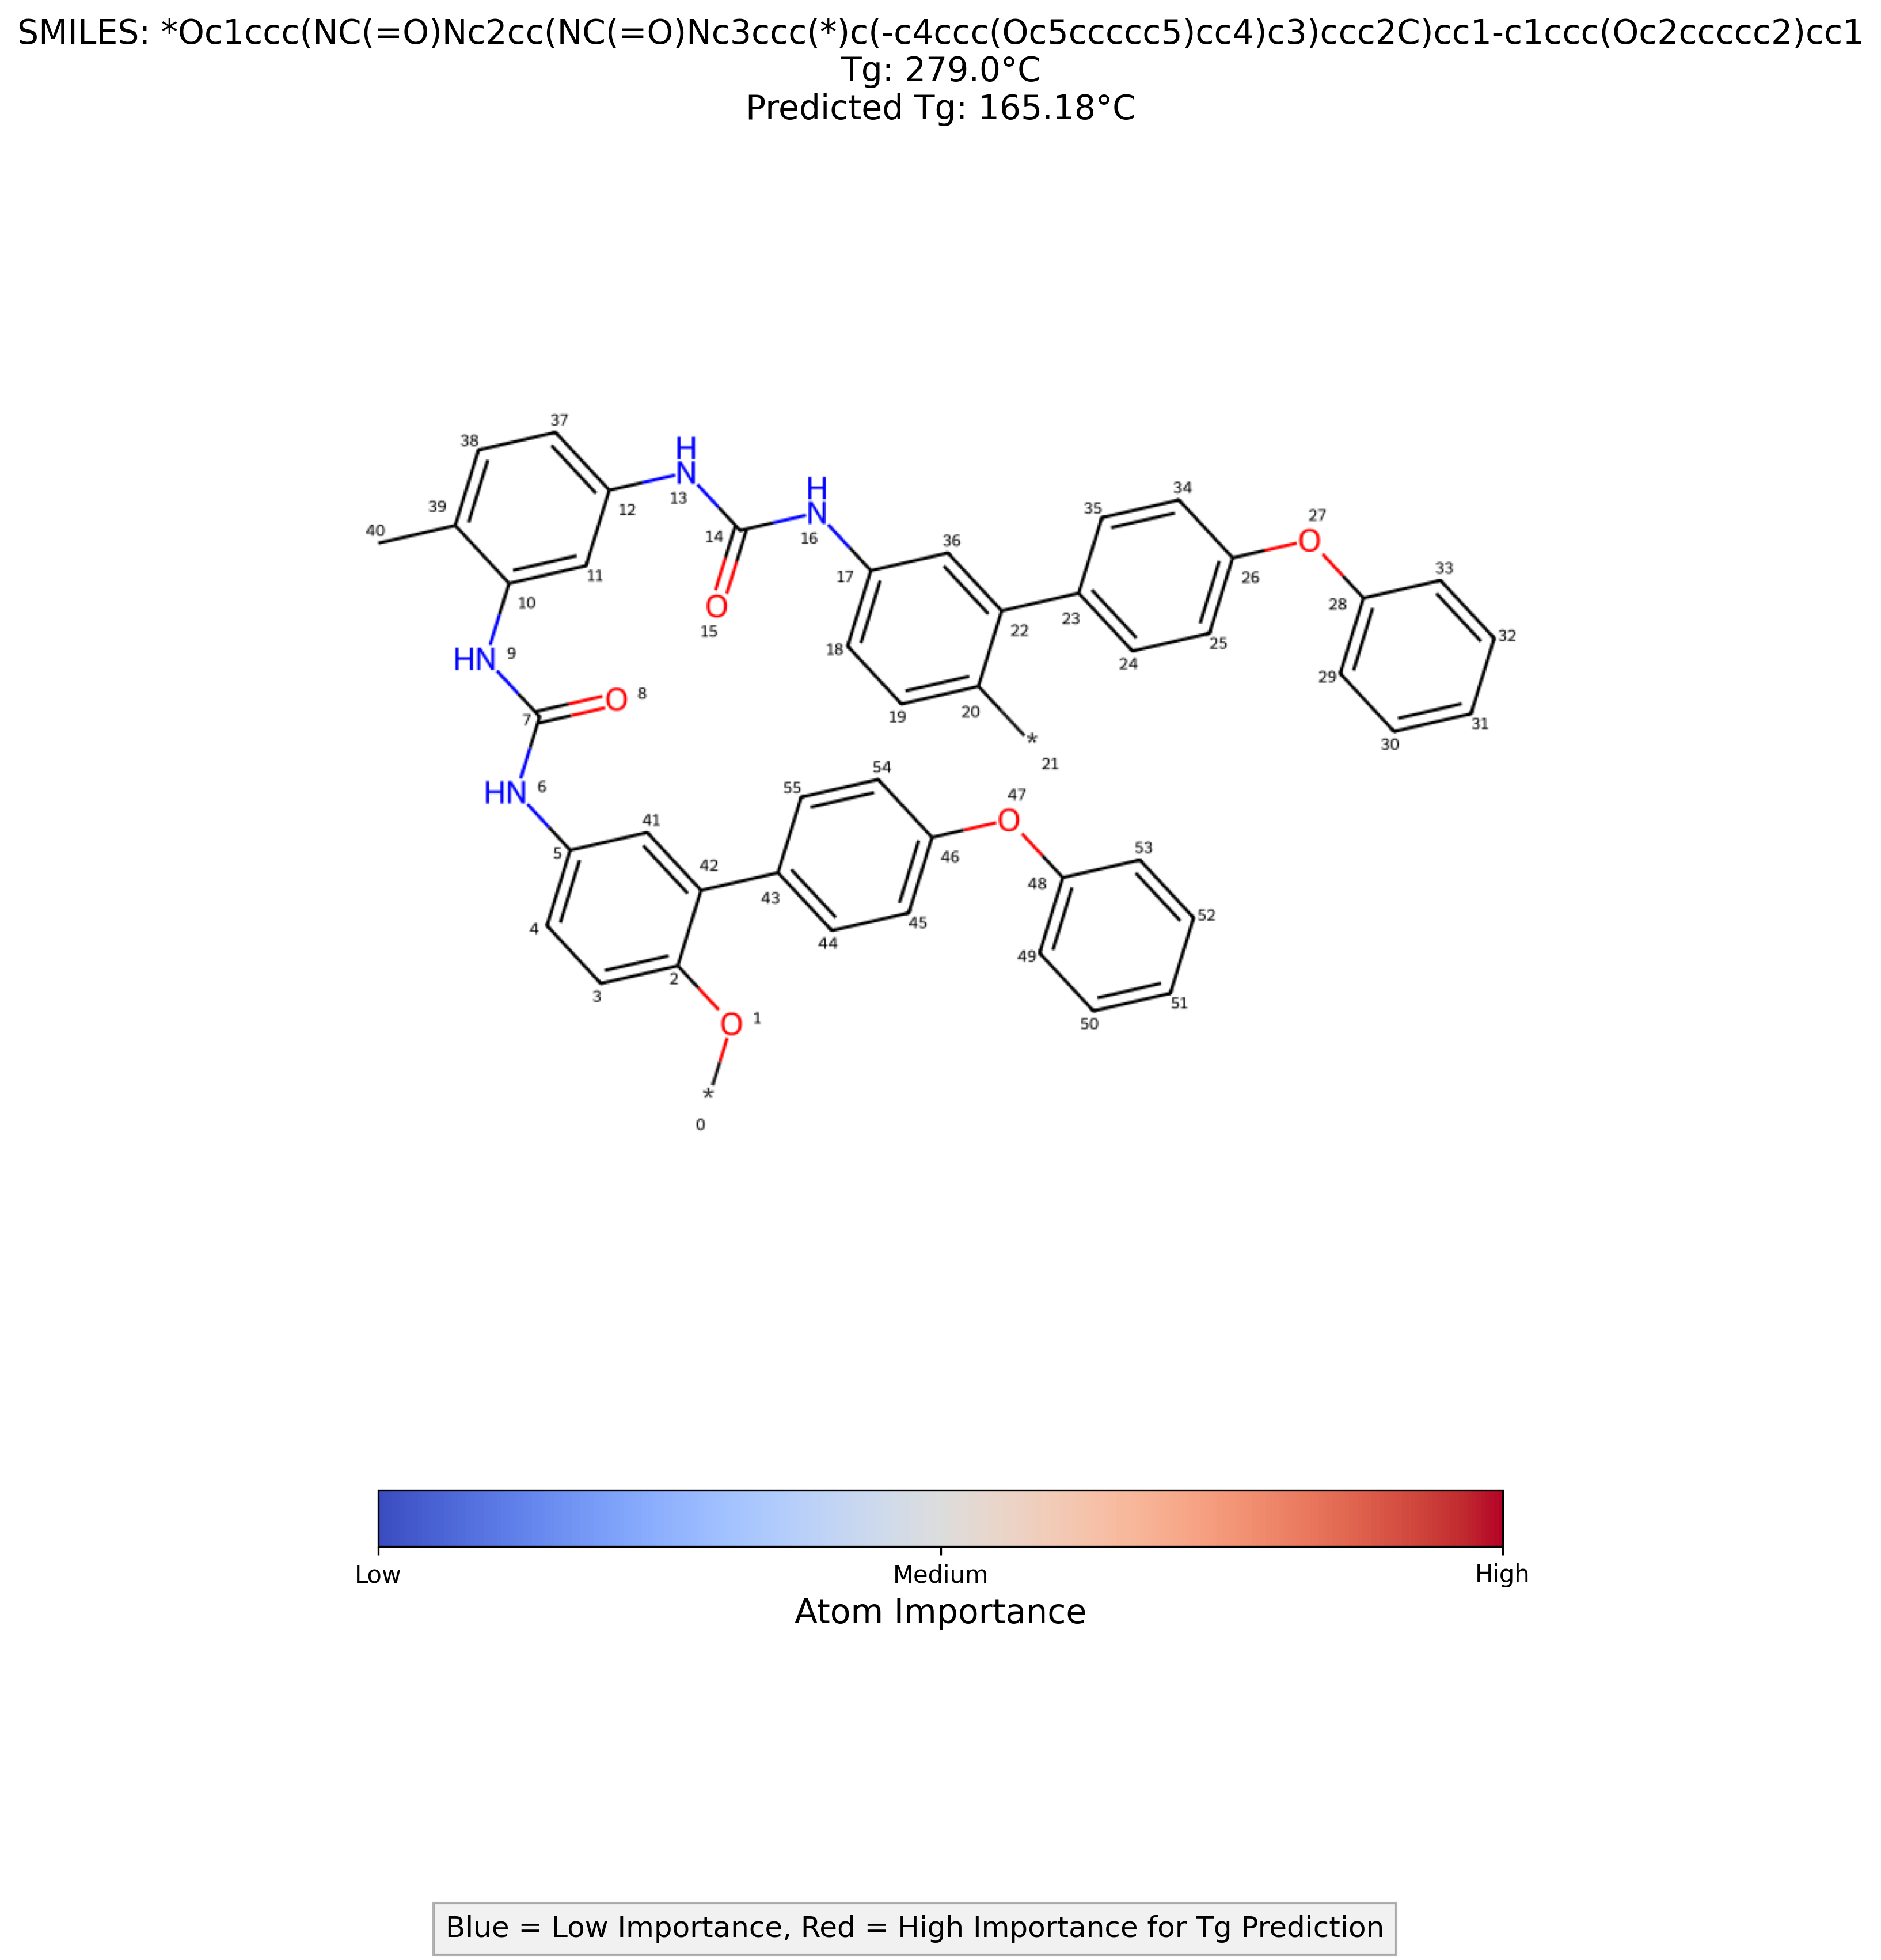 SMILES: *Oc1ccc(NC(=O)Nc2cc(NC(=O)Nc3ccc(*)c(-c4ccc(Oc5ccccc5)cc4)c3)ccc2C)cc1-c1ccc(Oc2ccccc2)cc1
Tg: 279.0°C
Predicted Tg: 165.18°C
37
38 H
N
13
H
N
16
39
12
34
35
27
O
40
14
36
26
33
11
17
28
10
O
15
23
32
22
25
HN 9
18
24
29
O 8
7
19
20
31
*
21
30
54
HN 6
55
47
O
41
5
46
53
42
48
43
45
52
4
44
49
2
3
51
O 1
50
*
0
Low
Medium
High
Atom Importance
Blue = Low Importance, Red = High Importance for Tg Prediction